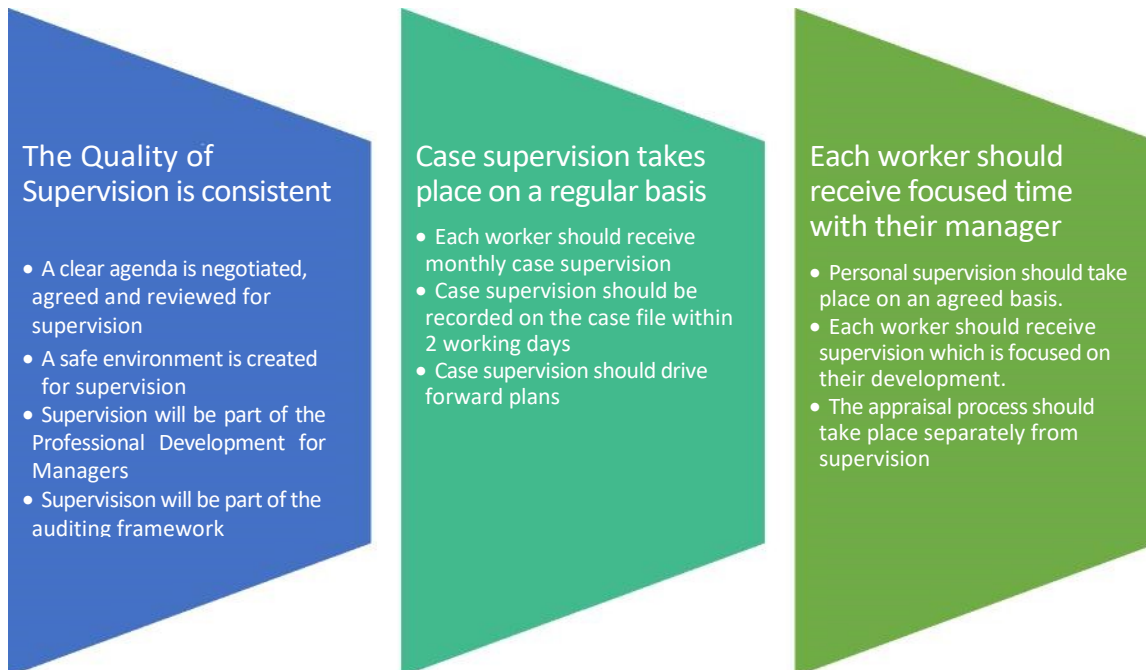 The Quality of
Supervision is consistent
• A clear agenda is negotiated,
agreed and reviewed for
supervision
• A safe environment is created
for supervision
• Supervision will be part of the
Professional Development for
Managers
• Supervisison will be part of the
auditing framework
Case supervision takes
place on a regular basis
• Each worker should receive
monthly case supervision
• Case supervision should be
recorded on the case file within
2 working days
• Case supervision should drive
forward plans
Each worker should
receive focused time
with their manager
• Personal supervision should take
place on an agreed basis.
• Each worker should receive
supervision which is focused on
their development.
• The appraisal process should
take place separately from
supervision